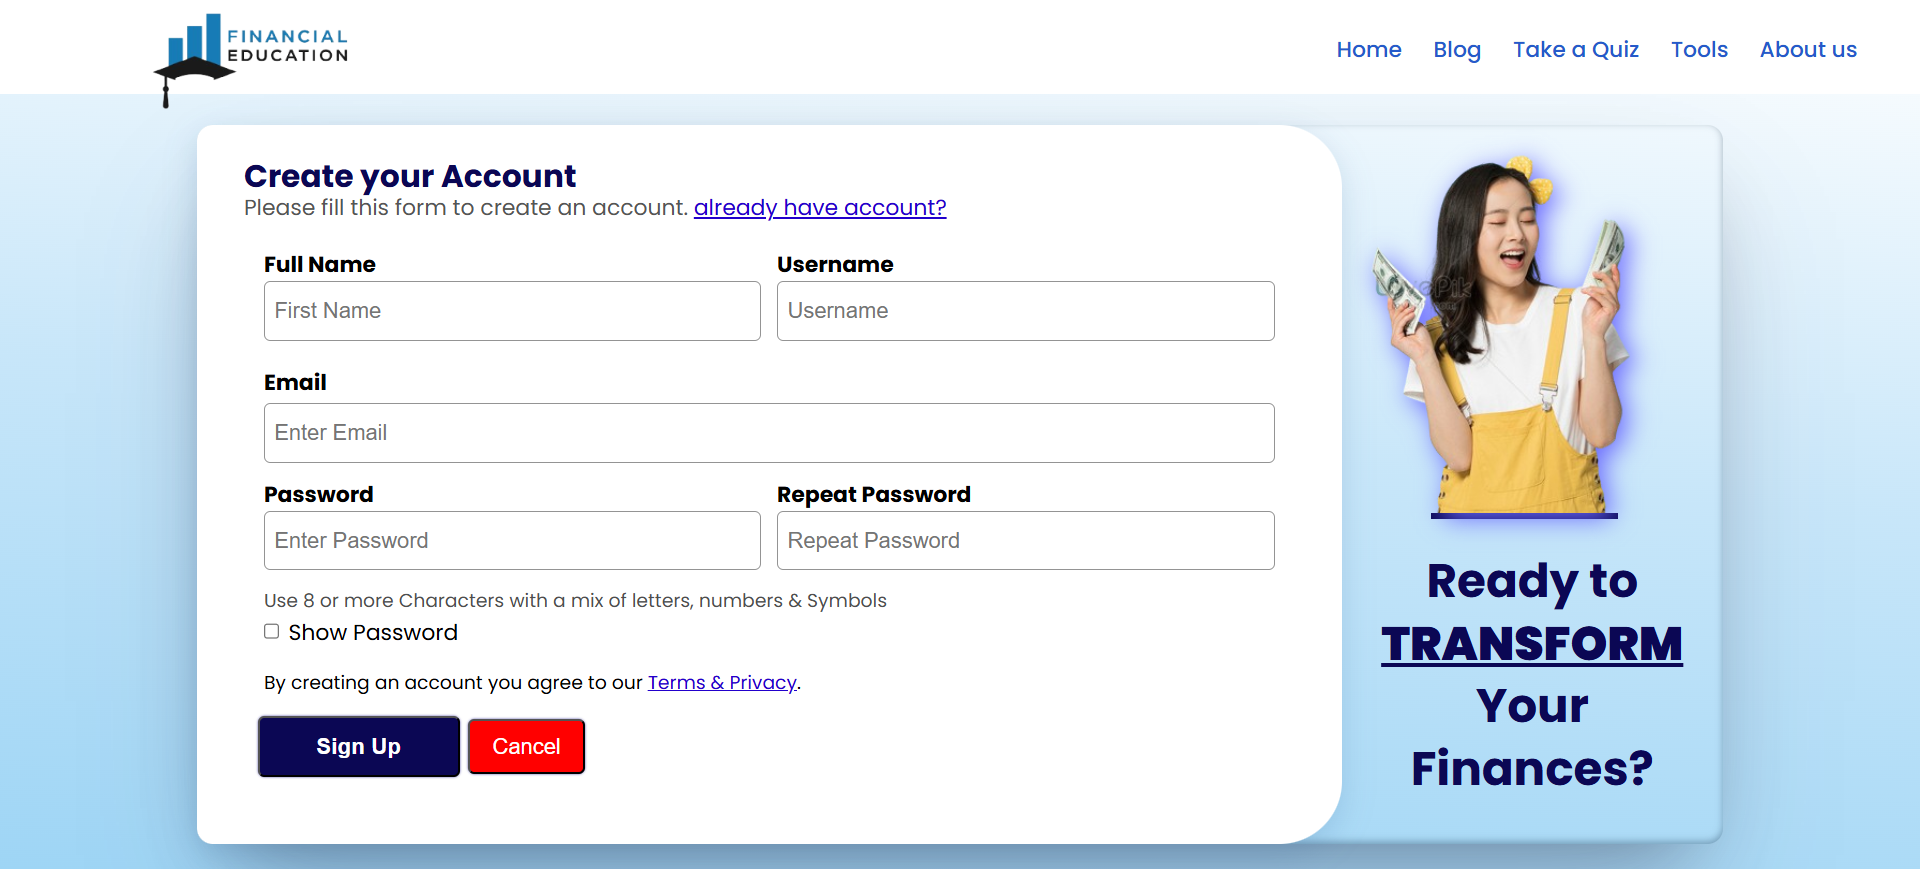 FINANCIAL
EDUCATION
Home Blog Take a Quiz Tools About us
Create your Account
Please fill this form to create an account. already have account?
Full Name Username
First Name Username
Email
Enter Email
Password Repeat Password
Enter Password Repeat Password
Use 8 or more Characters with a mix of letters, numbers & Symbols
Show Password
By creating an account you agree to our Terms & Privacy.
Sign Up Cancel
Ready to
TRANSFORM
Your
Finances?